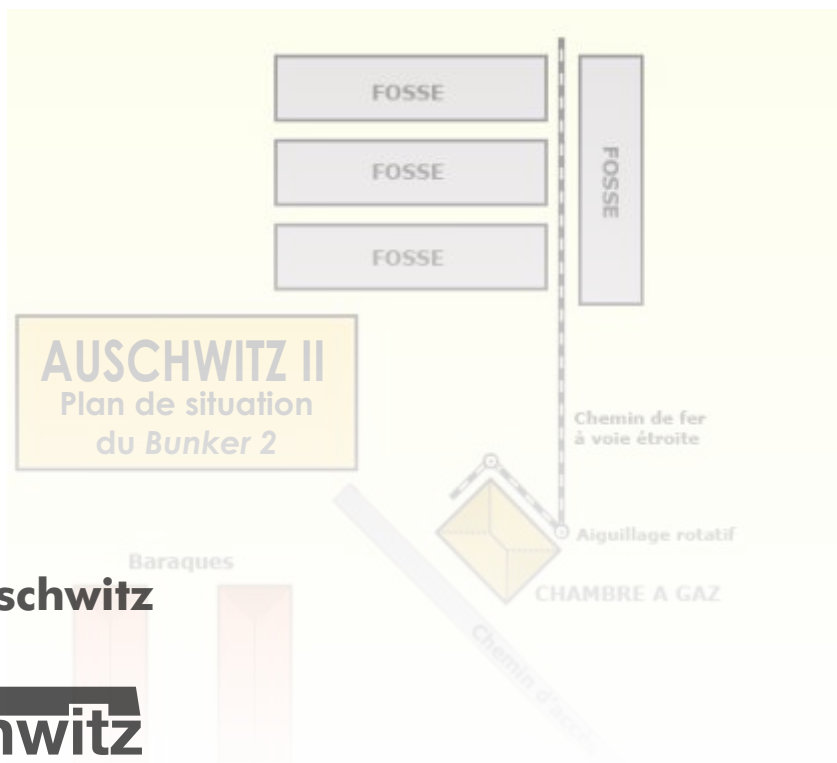 FOSSE
FOSSE
FOSSE
FOSSE
AUSCHWITZ II
Plan de situation
du Bunker 2
Chemin de fer
à voie étroite
Aiguillage rotatif
CHAMBRE A GAZ
Baraques
schwitz
Chemin d'accès
hwitz